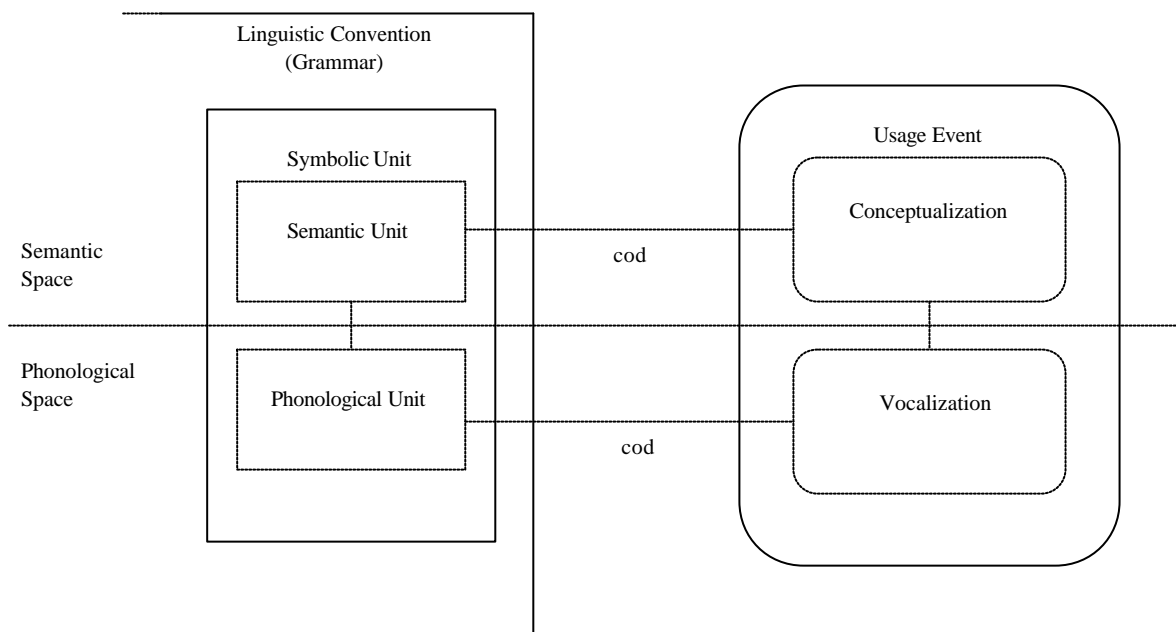 Linguistic Convention
(Grammar)
Usage Event
Symbolic Unit
Semantic Unit
Conceptualization
Semantic
Space
cod
Phonological
Space
Phonological Unit
Vocalization
cod